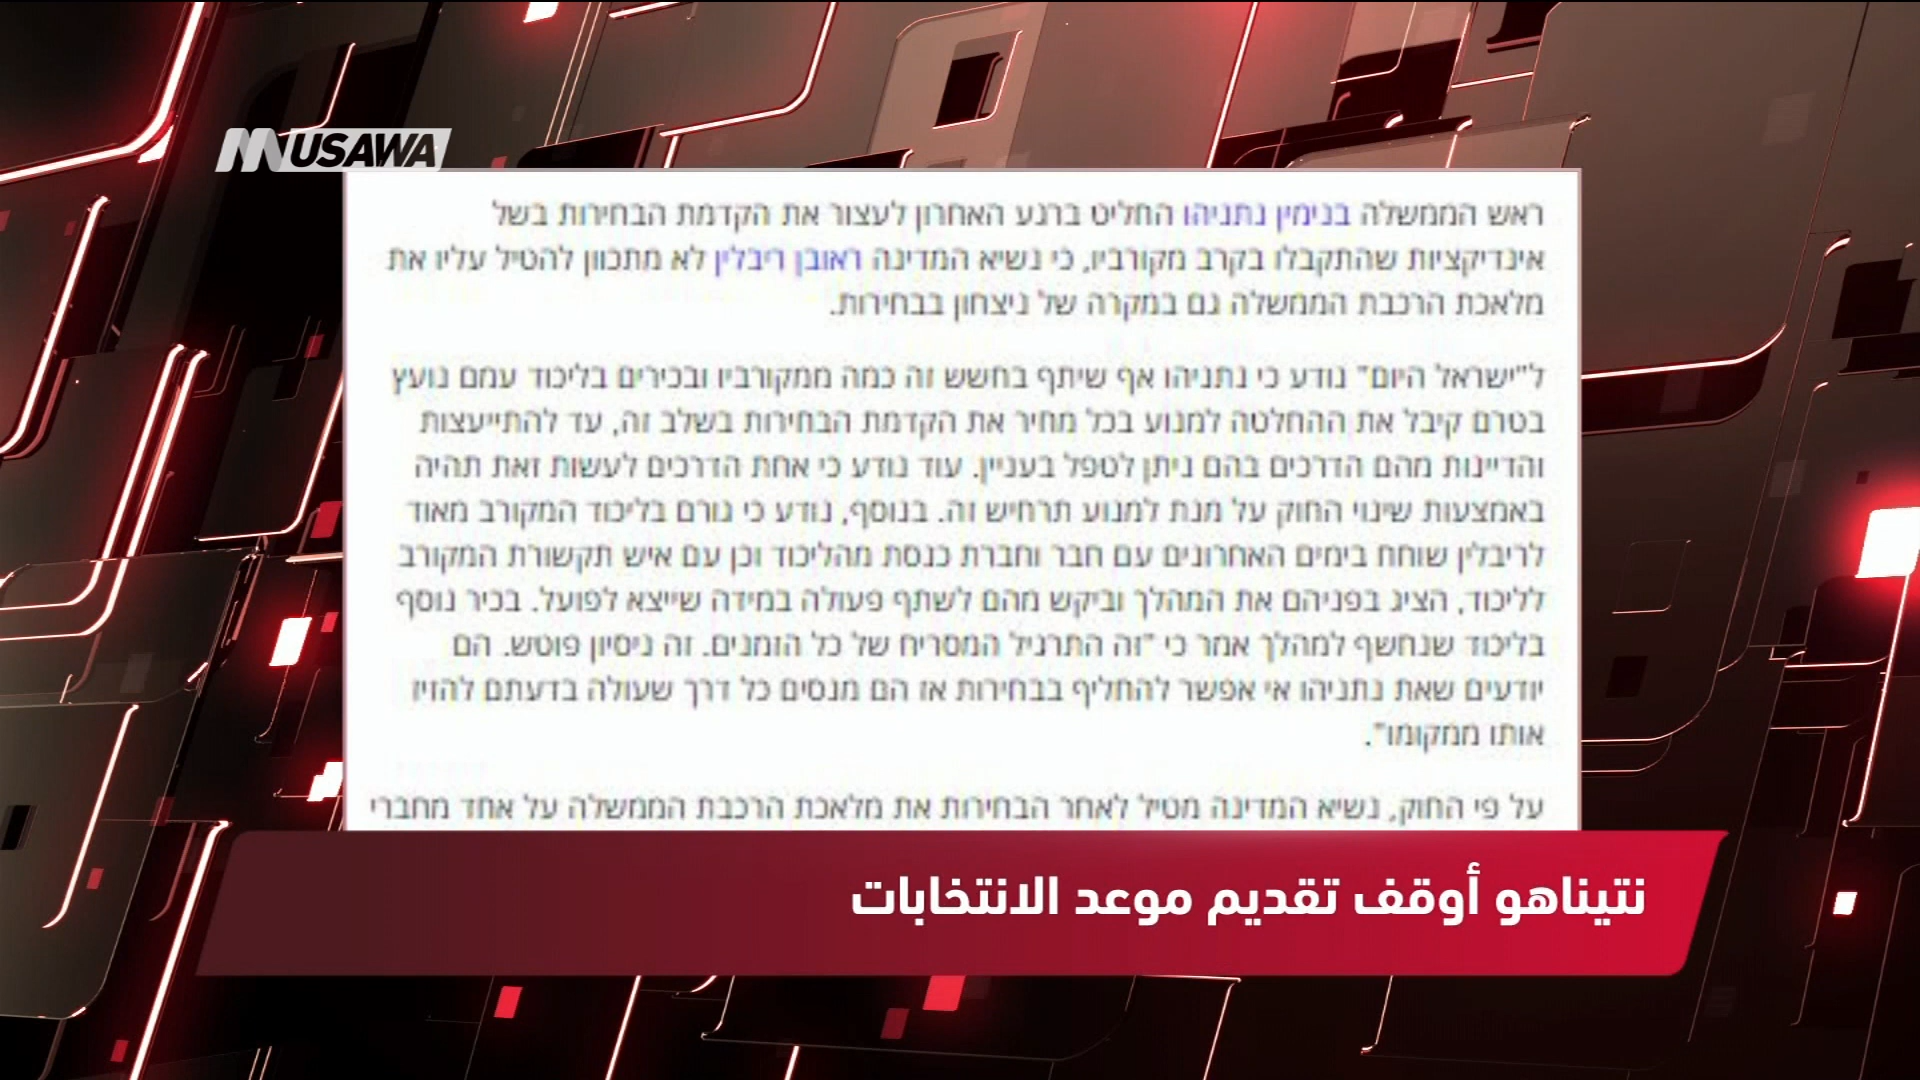 MUSAWA
ראש הממשלה בנימין נתניהו החליט ברגע האחרון לעצור את הקדמת הבחירות בשל
אינדיקציות שהתקבלו בקרב מקורביו, כי נשיא המדינה ראובן ריבלין לא מתכוון להטיל עליו את
מלאכת הרכבת הממשלה גם במקרה של ניצחון בבחירות.
ל"ישראל היום" נודע כי נתניהו אף שיתף בחשש זה כמה ממקורביו ובכירים בליכוד עמם נועץ
בטרם קיבל את ההחלטה למנוע בכל מחיר את הקדמת הבחירות בשלב זה, עד להתייעצות
והדיינות מהם הדרכים בהם ניתן לטפל בעניין. עוד נודע כי אחת הדרכים לעשות זאת תהיה
באמצעות שינוי החוק על מנת למנוע תרחיש זה. בנוסף, נודע כי גורם בליכוד המקורב מאוד
לריבלין שוחח בימים האחרונים עם חבר וחברת כנסת מהליכוד וכן עם איש תקשורת המקורב
לליכוד, הציג בפניהם את המהלך וביקש מהם לשתף פעולה במידה שייצא לפועל. בכיר נוסף
בליכוד שנחשף למהלך אמר כי "זה התרגיל המסריח של כל הזמנים. זה ניסיון פוטש. הם
יודעים שאת נתניהו אי אפשר להחליף בבחירות אז הם מנסים כל דרך שעולה בדעתם להזיז
אותו ממקומו".
על פי החוק, נשיא המדינה מטיל לאחר הבחירות את מלאכת הרכבת הממשלה על אחד מחברי
نتيناهو أوقف تقديم موعد الانتخابات